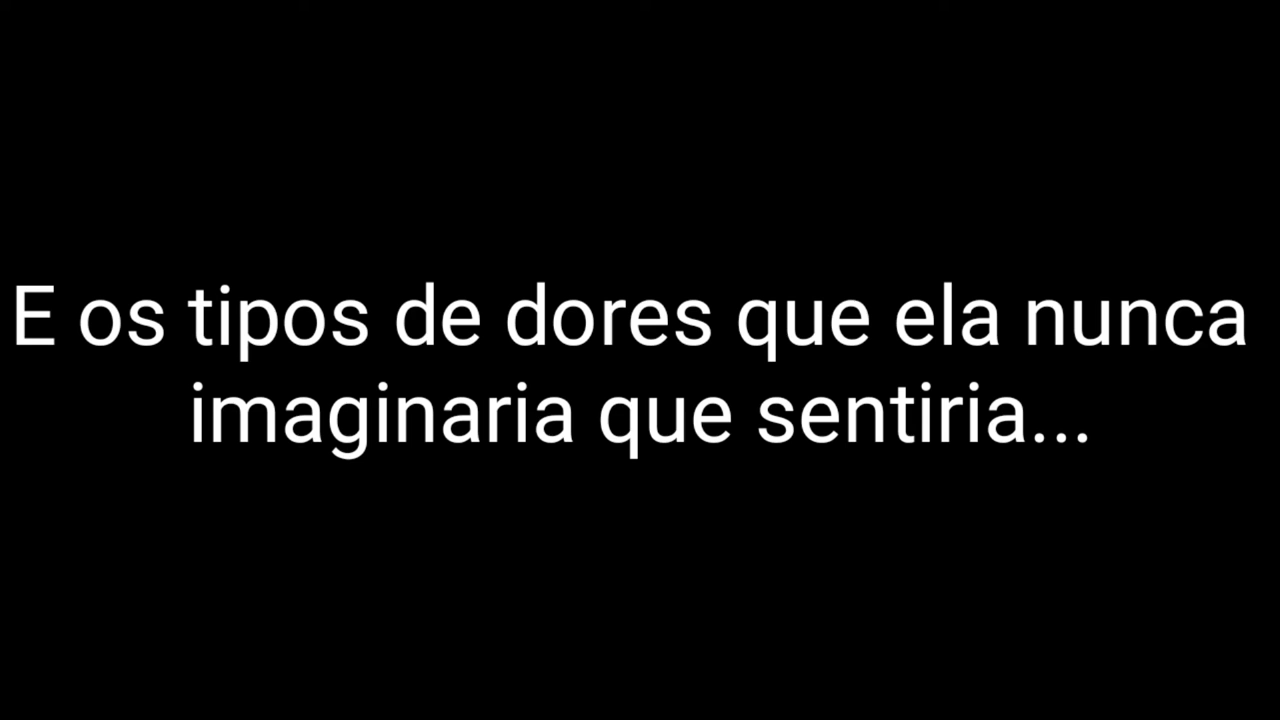 E os tipos de dores que ela nunca
imaginaria que sentiria...